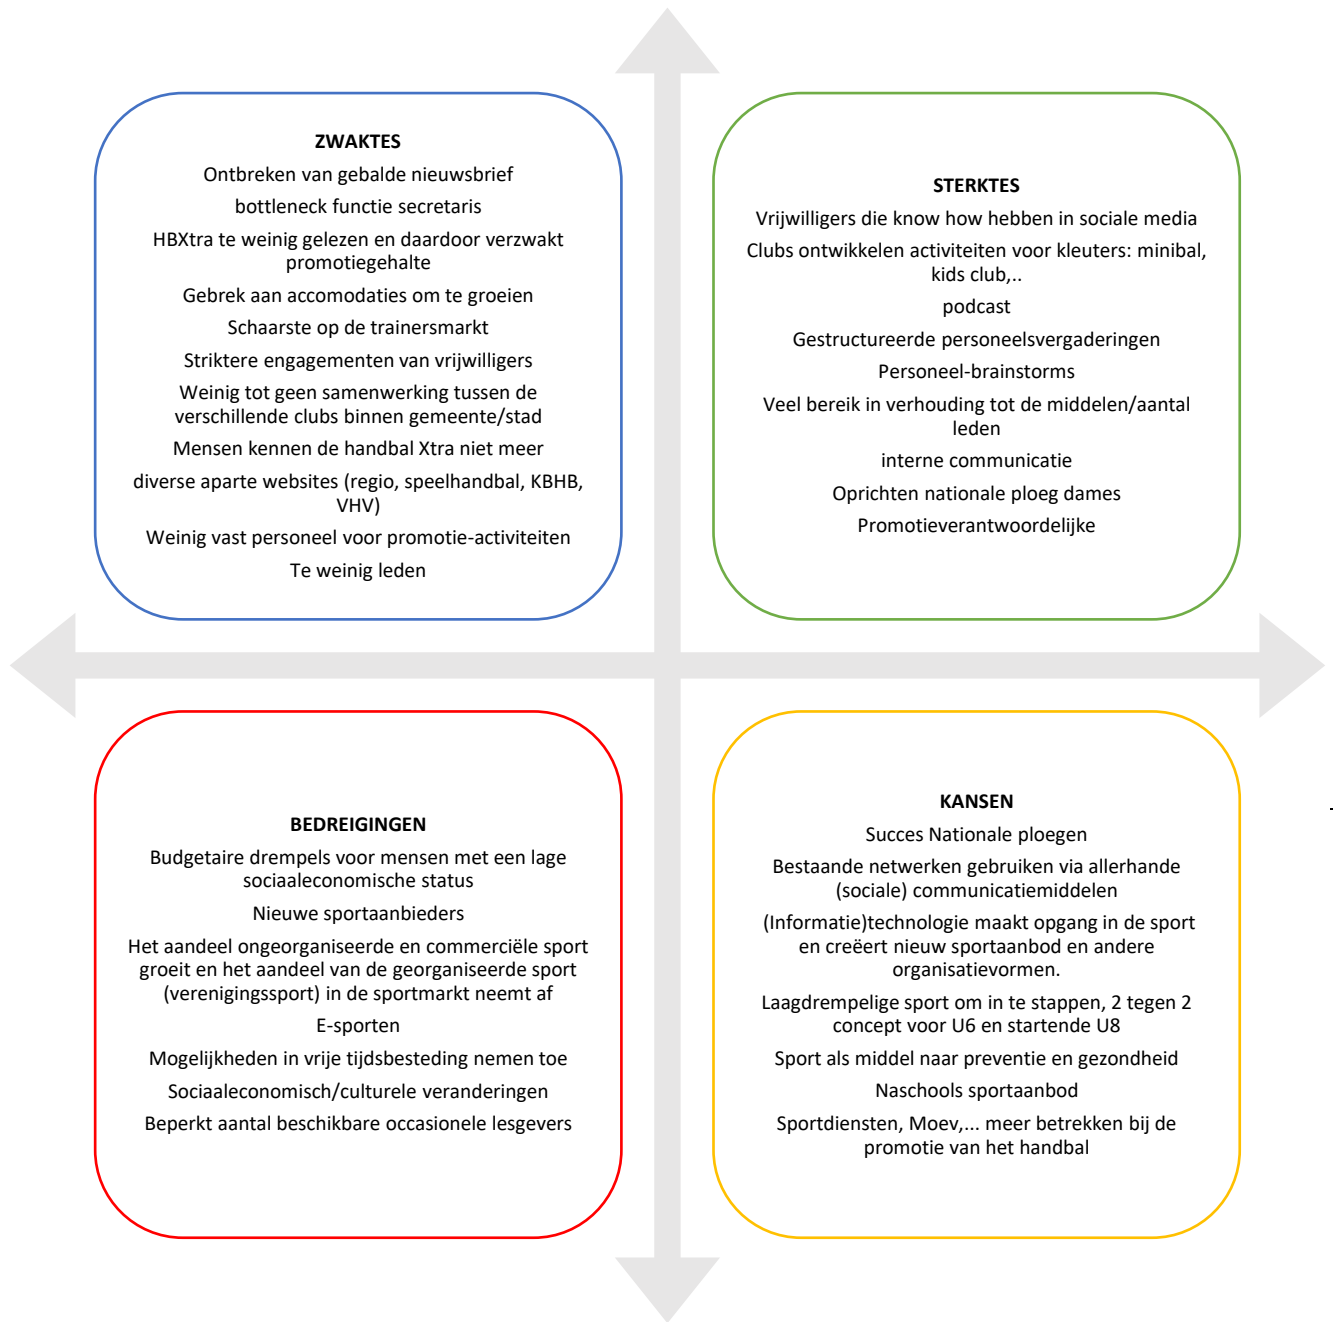 ZWAKTES
Ontbreken van gebalde nieuwsbrief
bottleneck functie secretaris
HBXtra te weinig gelezen en daardoor verzwakt
promotiegehalte
Gebrek aan accomodaties om te groeien
Schaarste op de trainersmarkt
Striktere engagementen van vrijwilligers
Weinig tot geen samenwerking tussen de
verschillende clubs binnen gemeente/stad
Mensen kennen de handbal Xtra niet meer
diverse aparte websites (regio, speelhandbal, KBHB,
VHV)
Weinig vast personeel voor promotie-activiteiten
Te weinig leden
STERKTES
Vrijwilligers die know how hebben in sociale media
Clubs ontwikkelen activiteiten voor kleuters: minibal,
kids club,..
podcast
Gestructureerde personeelsvergaderingen
Personeel-brainstorms
Veel bereik in verhouding tot de middelen/aantal
leden
interne communicatie
Oprichten nationale ploeg dames
Promotieverantwoordelijke
BEDREIGINGEN
Budgetaire drempels voor mensen met een lage
sociaaleconomische status
Nieuwe sportaanbieders
Het aandeel ongeorganiseerde en commerciële sport
groeit en het aandeel van de georganiseerde sport
(verenigingssport) in de sportmarkt neemt af
E-sporten
Mogelijkheden in vrije tijdsbesteding nemen toe
Sociaaleconomisch/culturele veranderingen
Beperkt aantal beschikbare occasionele lesgevers
KANSEN
Succes Nationale ploegen
Bestaande netwerken gebruiken via allerhande
(sociale) communicatiemiddelen
(Informatie)technologie maakt opgang in de sport
en creëert nieuw sportaanbod en andere
organisatievormen.
Laagdrempelige sport om in te stappen, 2 tegen 2
concept voor U6 en startende U8
Sport als middel naar preventie en gezondheid
Naschools sportaanbod
Sportdiensten, Moev,... meer betrekken bij de
promotie van het handbal